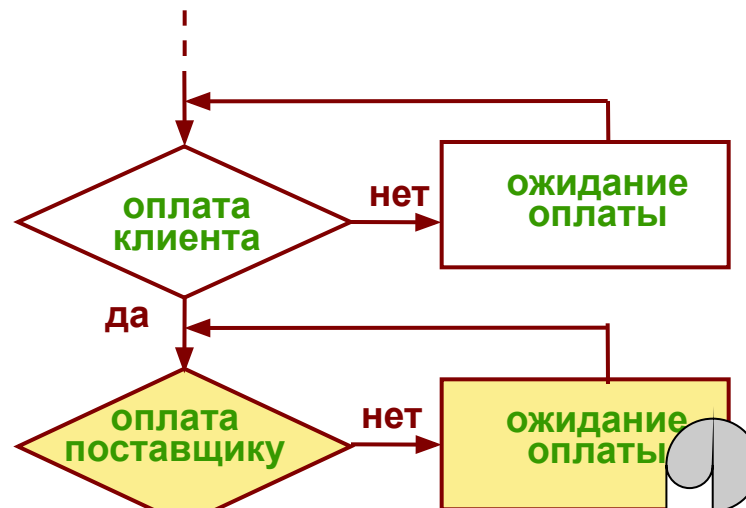 оплата
клиента
нет
ожидание
оплаты
да
оплата
поставщику
нет
ожидание
оплаты